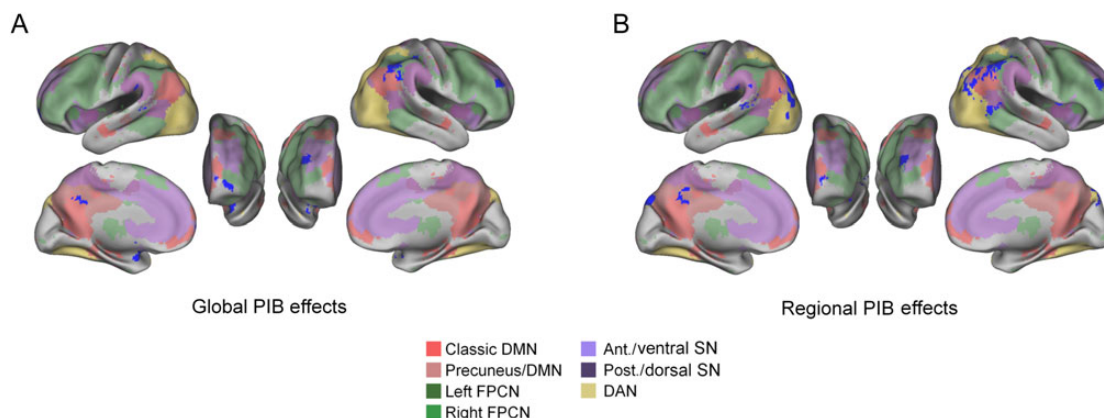 A
B
Global PIB effects
Regional PIB effects
Classic DMN
Precuneus/DMN
Left FPCN
Right FPCN
Ant./ventral SN
Post./dorsal SN
DAN